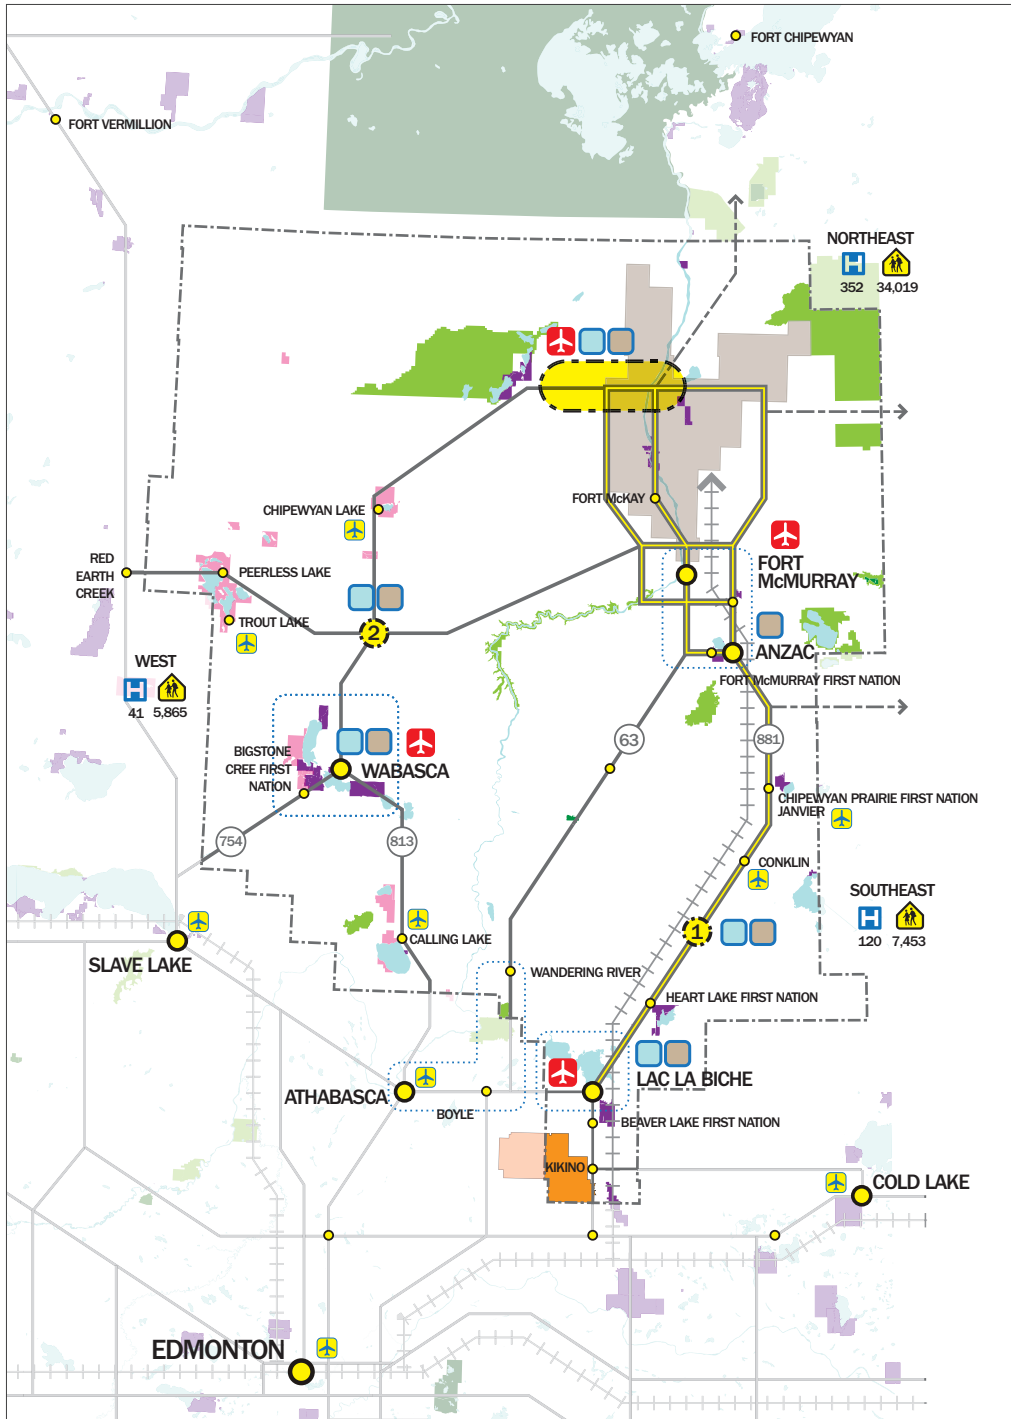 FORT CHIPEWYAN
FORT VERMILLION
NORTHEAST
H
352 34,019
CHIPEWYAN LAKE
FORT McKAY
RED
EARTH
CREEK
PEERLESS LAKE
FORT
McMURRAY
TROUT LAKE
2
ANZAC
FORT McMURRAY FIRST NATION
WEST
H
41 5,865
63
881
BIGSTONE
CREE FIRST
NATION
WABASCA
CHIPEWYAN PRAIRIE FIRST NATION
JANVIER
754
813
CONKLIN
SOUTHEAST
H
120 7,453
1
CALLING LAKE
SLAVE LAKE
WANDERING RIVER
HEART LAKE FIRST NATION
LAC LA BICHE
ATHABASCA
BOYLE
BEAVER LAKE FIRST NATION
KIKINO
COLD LAKE
EDMONTON